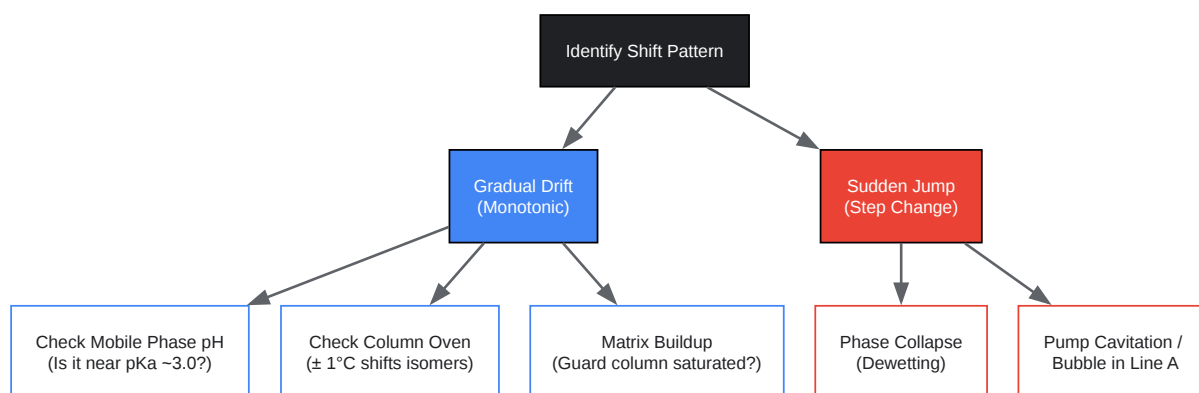 Identify Shift Pattern
Gradual Drift
(Monotonic)
Sudden Jump
(Step Change)
Check Mobile Phase pH
(Is it near pKa ~3.0?)
Check Column Oven
(± 1°C shifts isomers)
Matrix Buildup
(Guard column saturated?)
Phase Collapse
(Dewetting)
Pump Cavitation /
Bubble in Line A